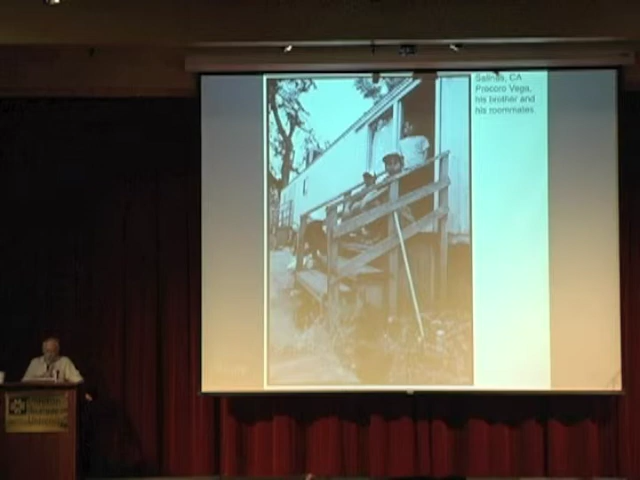 Salinas, CA
Procoro Vega,
his brother and
his roommates.